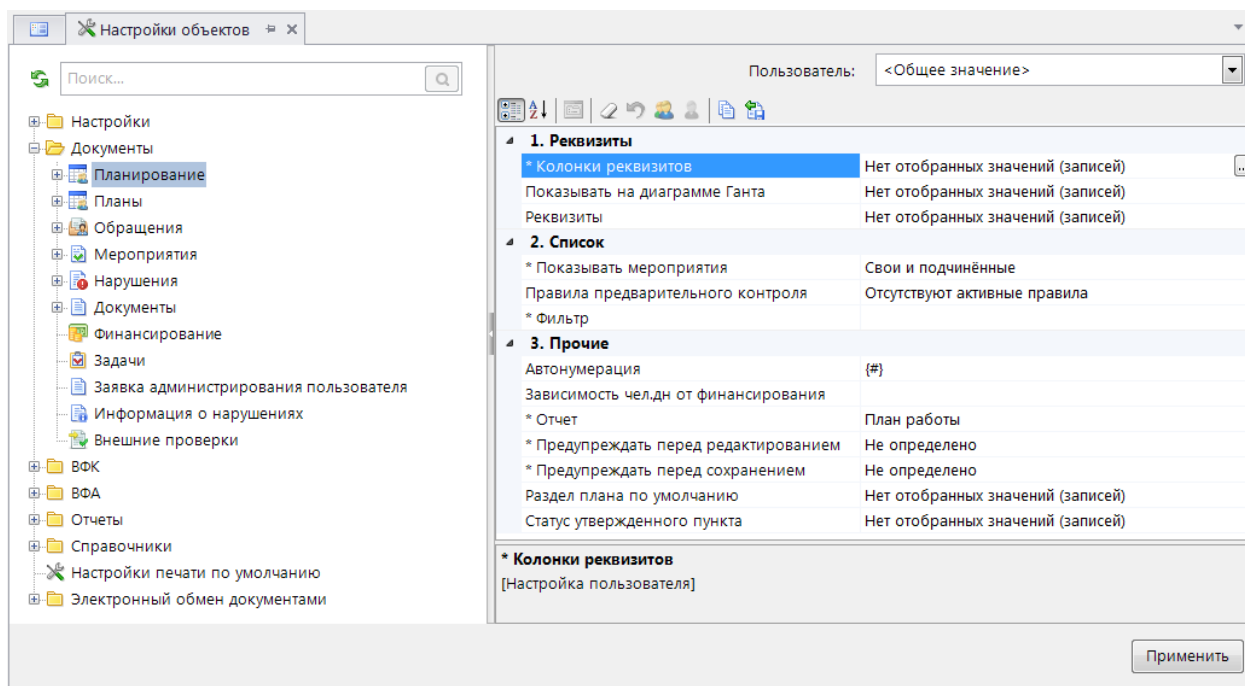 Настройки объектов
Поиск...
Настройки
Документы
Планирование
Планы
Обращения
Мероприятия
Нарушения
Документы
Финансирование
Задачи
Заявка администрирования пользователя
Информация о нарушениях
Внешние проверки
ВФК
ВФА
Отчеты
Справочники
Настройки печати по умолчанию
Электронный обмен документами
Пользователь: <Общее значение>
1. Реквизиты
* Колонки реквизитов Нет отобранных значений (записей) ...
Показывать на диаграмме Ганта Нет отобранных значений (записей)
Реквизиты Нет отобранных значений (записей)
2. Список
* Показывать мероприятия Свои и подчинённые
Правила предварительного контроля Отсутствуют активные правила
* Фильтр
3. Прочие
Автонумерация {#}
Зависимость чел.дн от финансирования
* Отчет План работы
* Предупреждать перед редактированием Не определено
* Предупреждать перед сохранением Не определено
Раздел плана по умолчанию Нет отобранных значений (записей)
Статус утвержденного пункта Нет отобранных значений (записей)
* Колонки реквизитов
[Настройка пользователя]
Применить